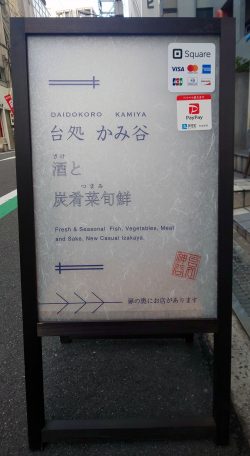 DAIDOKORO KAMIYA
台処 かみ谷
さけ
酒と
つまみ
炭肴菜旬鮮
Fresh & Seasonal Fish, Vegetables, Meat
and Sake, New Casual Izakaya.
扉の奥にお店があります
Square
VISA
JCB
PayPay